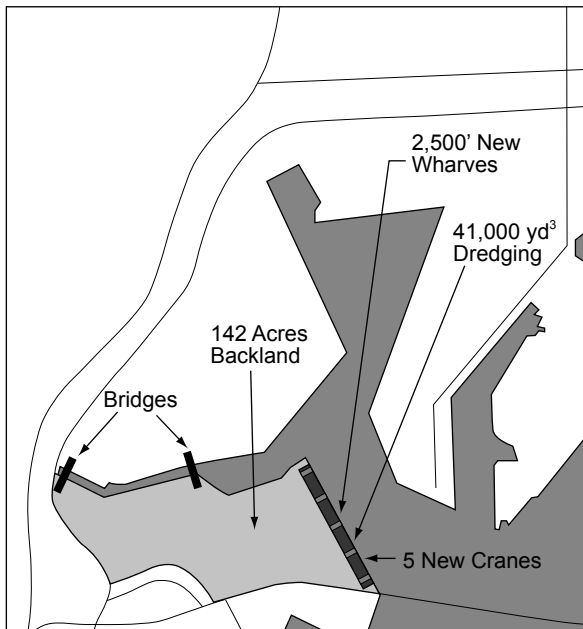 2,500’ New
Wharves
41,000 yd³
Dredging
142 Acres
Backland
Bridges
5 New Cranes